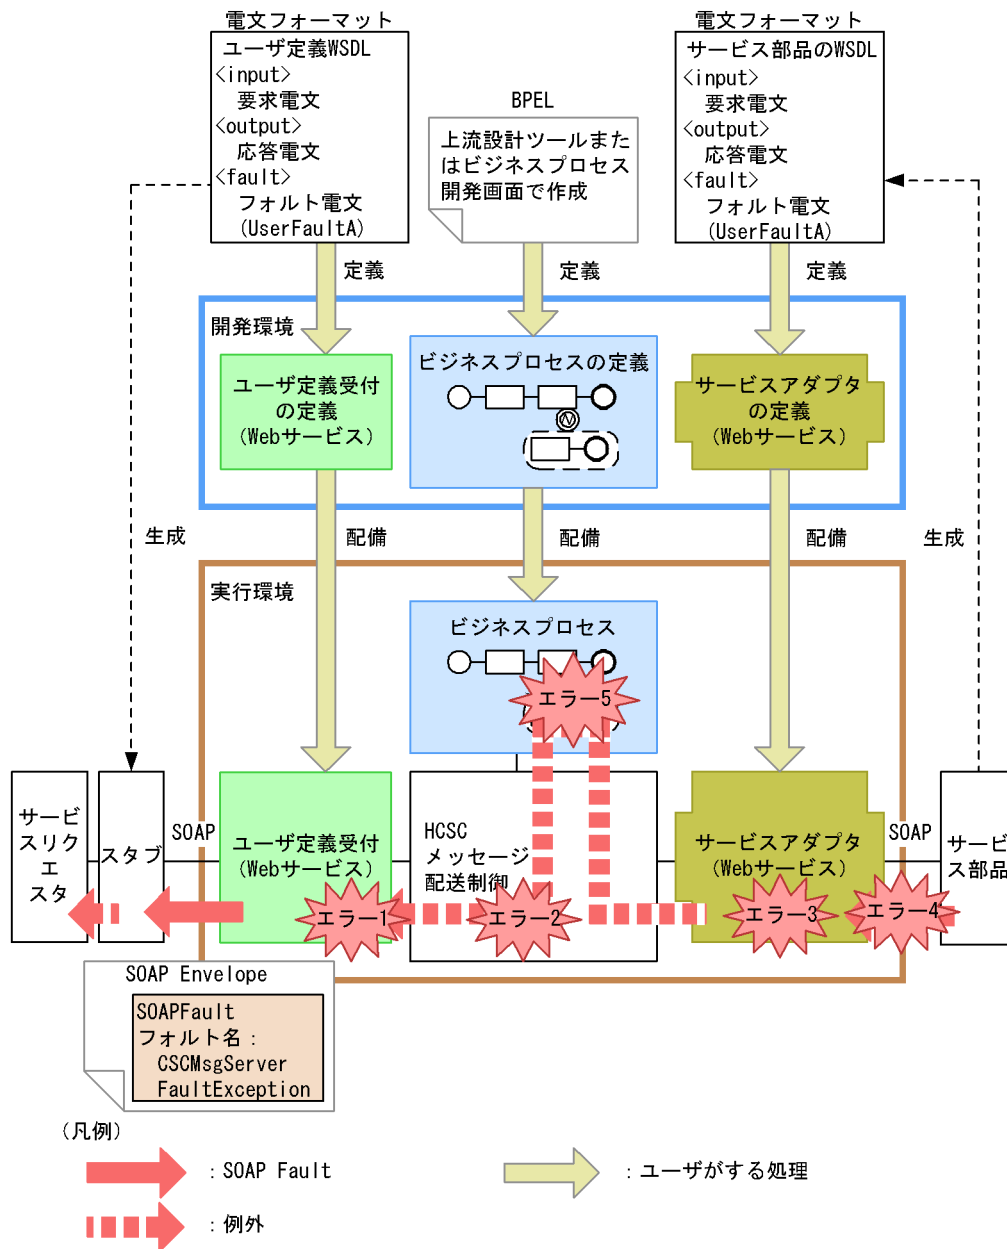 電文フォーマット
ユーザ定義WSDL
<input>
要求電文
<output>
応答電文
<fault>
フォルト電文
(UserFaultA)
BPEL
上流設計ツールまた
はビジネスプロセス
開発画面で作成
電文フォーマット
サービス部品のWSDL
<input>
要求電文
<output>
応答電文
<fault>
フォルト電文
(UserFaultA)
定義
定義
定義
開発環境
ユーザ定義受付
の定義
(Webサービス)
ビジネスプロセスの定義
サービスアダプタ
の定義
(Webサービス)
生成
配備
配備
配備
生成
実行環境
ビジネスプロセス
エラー5
サービ
スリク
エ
スタ
スタブ
SOAP
ユーザ定義受付
(Webサービス)
HCSC
メッセージ
配送制御
サービスアダプタ
(Webサービス)
SOAP
サービ
ス部品
エラー1
エラー2
エラー3
エラー4
SOAP Envelope
SOAPFault
フォルト名：
CSCMsgServer
FaultException
(凡例)
：SOAP Fault
：ユーザがする処理
：例外